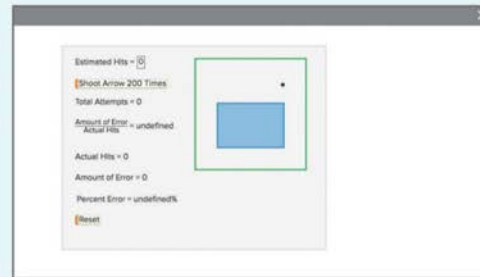 Estimated Hits = 0
Shoot Arrow 200 Times
Total Attempts = 0
Amount of Error
Actual Hits
= undefined
Actual Hits = 0
Amount of Error = 0
Percent Error = undefined%
Reset